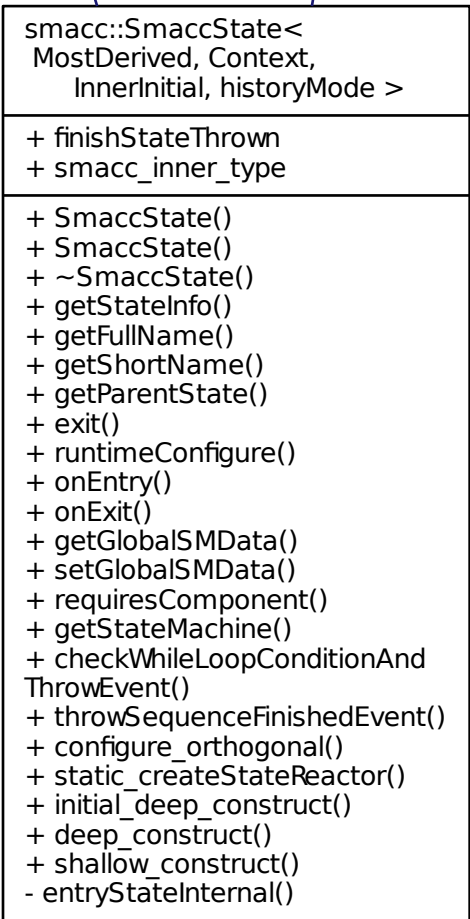 smacc::SmaccState<
MostDerived, Context,
InnerInitial, historyMode >
+ finishStateThrown
+ smacc_inner_type
+ SmaccState()
+ SmaccState()
+ ~SmaccState()
+ getStateInfo()
+ getFullName()
+ getShortName()
+ getParentState()
+ exit()
+ runtimeConfigure()
+ onEntry()
+ onExit()
+ getGlobalSMData()
+ setGlobalSMData()
+ requiresComponent()
+ getStateMachine()
+ checkWhileLoopConditionAnd
ThrowEvent()
+ throwSequenceFinishedEvent()
+ configure_orthogonal()
+ static_createStateReactor()
+ initial_deep_construct()
+ deep_construct()
+ shallow_construct()
- entryStateInternal()